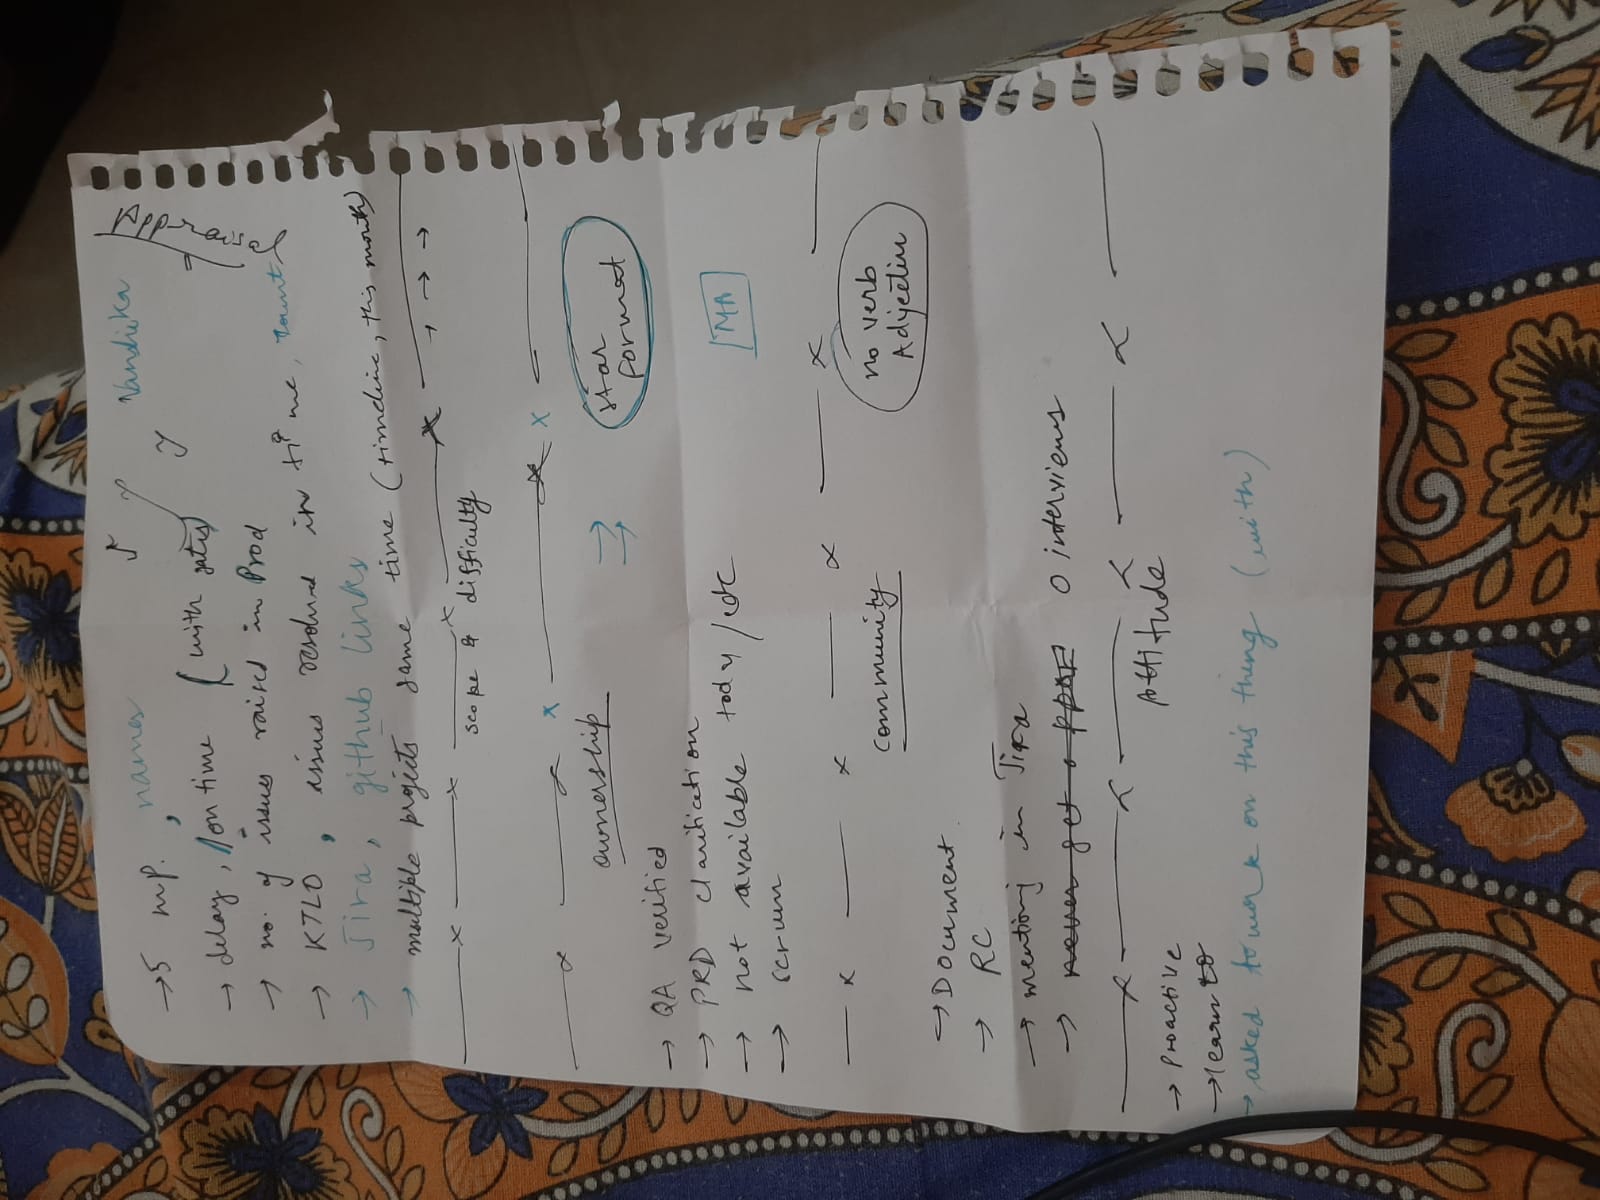 Appraisal
→ 5 mp. , names
Nandika
→ delay, / on time (with gates)
→ no. of issues raised in Prod
→ KTLO , issues resolved in time, count
→ Jira, github links
→ multiple projects same time (timeline, this month)
→ → →
scope & difficulty
ownership
→ QA verified
→ PRD clarification
→ not available today / etc
→ scrum
⇒ star format
MA
community
no verb
Adjective
→ Document
→ RC
→ mentioning in Jira
→ never get a 0 interviews
Attitude
→ Proactive
→ learn to
→ asked to work on this thing (with)